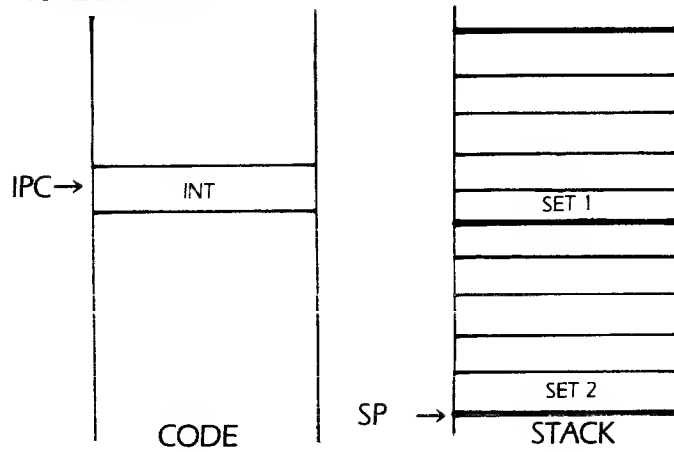 IPC→
INT
SET 1
SET 2
SP →
CODE
STACK